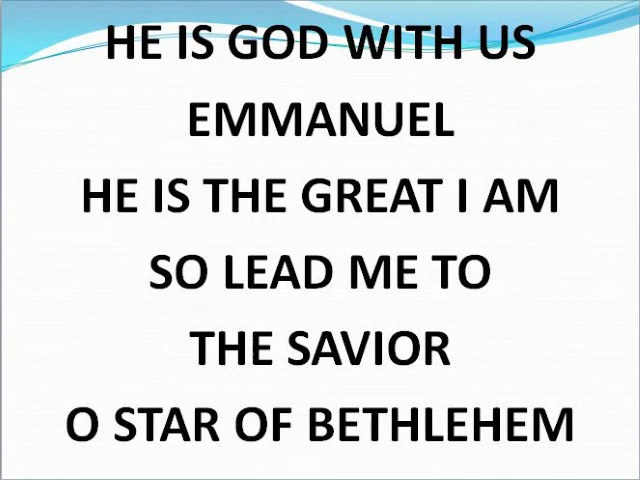 HE IS GOD WITH US
EMMANUEL
HE IS THE GREAT I AM
SO LEAD ME TO
THE SAVIOR
O STAR OF BETHLEHEM